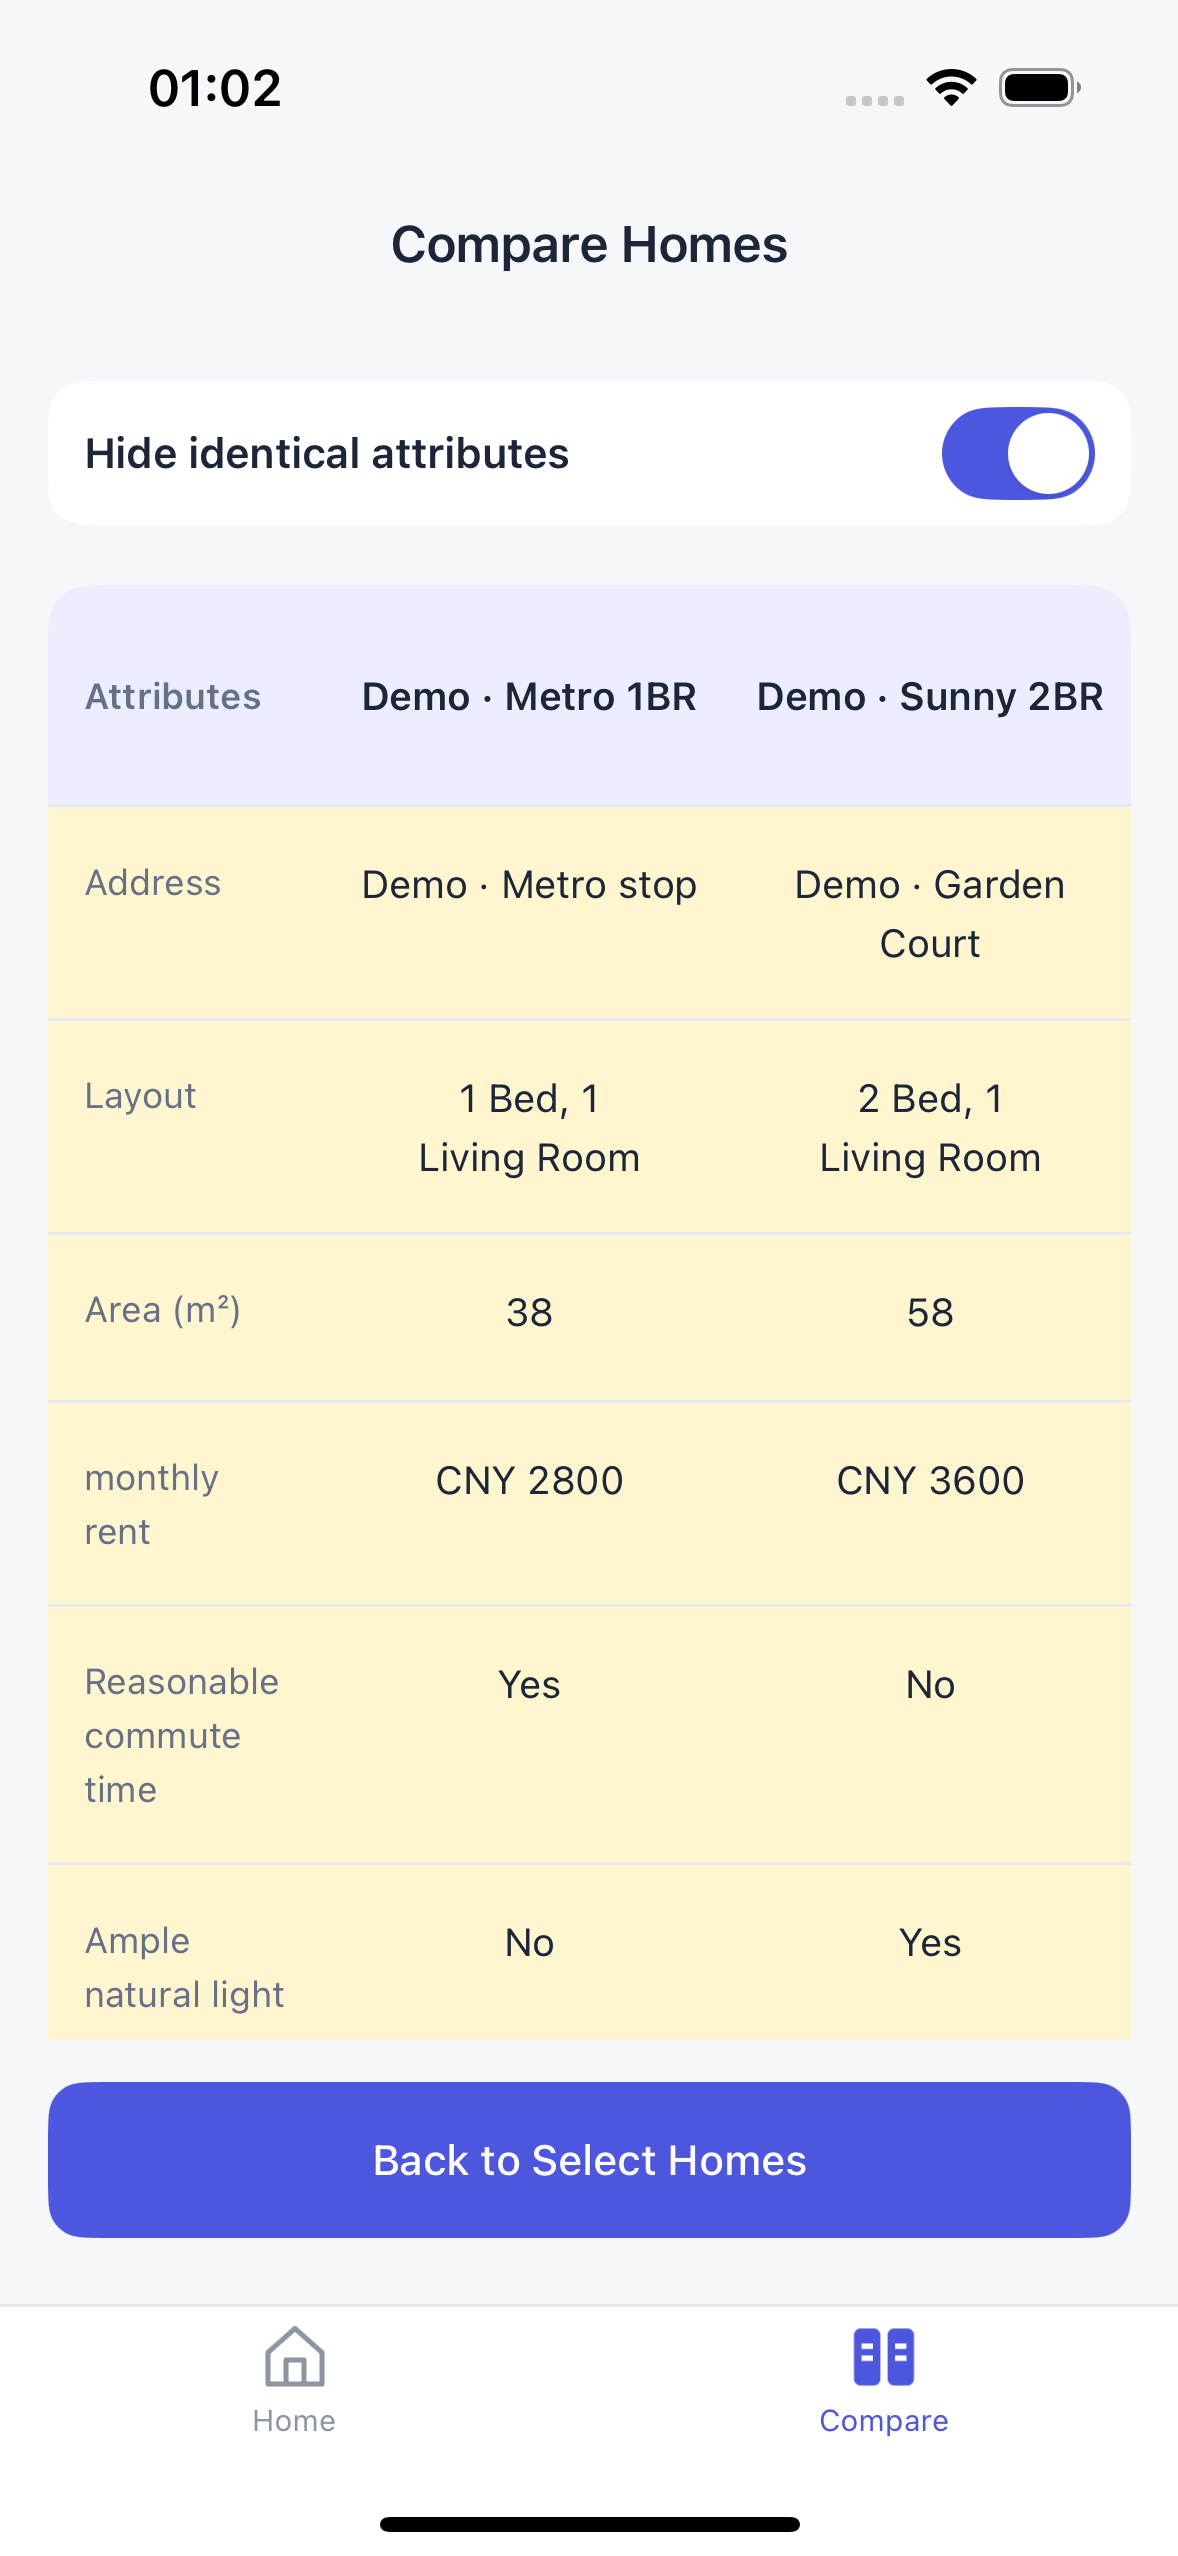 01:02
Compare Homes
Hide identical attributes
Attributes Demo · Metro 1BR Demo · Sunny 2BR
Address Demo · Metro stop Demo · Garden
Court
Layout 1 Bed, 1 2 Bed, 1
Living Room Living Room
Area (m²) 38 58
monthly CNY 2800 CNY 3600
rent
Reasonable Yes No
commute
time
Ample No Yes
natural light
Back to Select Homes
Home Compare